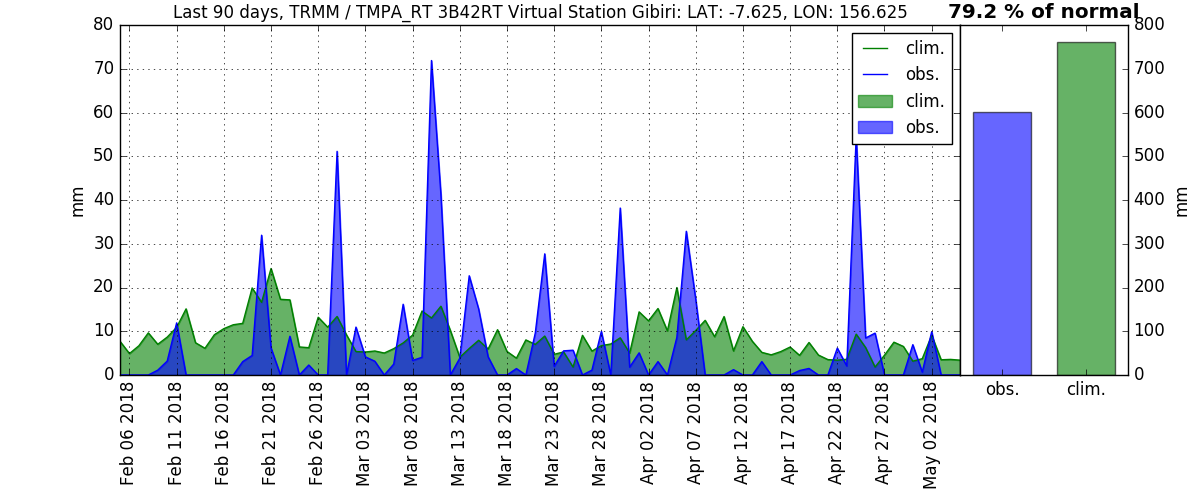 Last 90 days, TRMM / TMPA_RT 3B42RT Virtual Station Gibiri: LAT: -7.625, LON: 156.625
79.2 % of normal
mm
80
70
60
50
40
30
20
10
0
clim.
obs.
clim.
obs.
800
700
600
500
400
300
200
100
0
mm
Feb 06 2018
Feb 11 2018
Feb 16 2018
Feb 21 2018
Feb 26 2018
Mar 03 2018
Mar 08 2018
Mar 13 2018
Mar 18 2018
Mar 23 2018
Mar 28 2018
Apr 02 2018
Apr 07 2018
Apr 12 2018
Apr 17 2018
Apr 22 2018
Apr 27 2018
May 02 2018
obs.
clim.